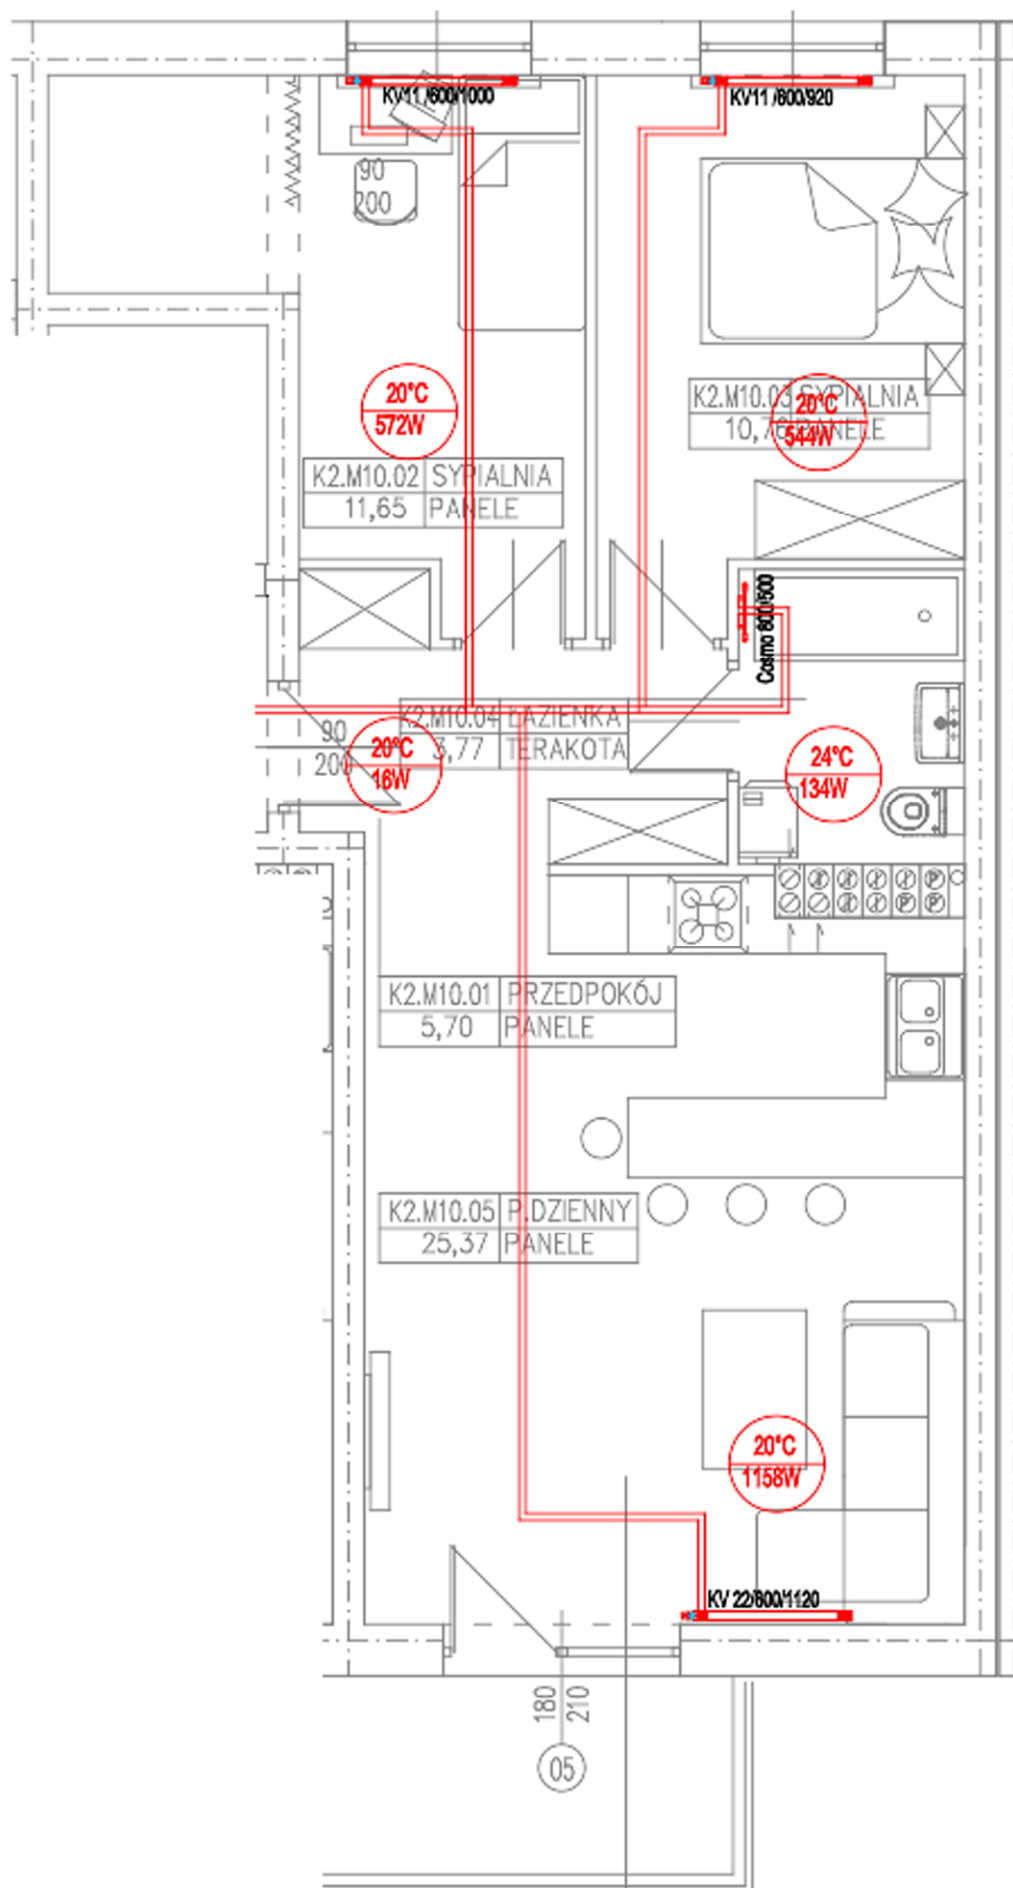 KV11 /600/1000
KV11 /600/920
90
200
20°C
572W
K2.M10.02 SYPIALNIA
11,65 PANELE
K2.M10.03 SYPIALNIA
10,76 PANELE
20°C
544W
Cosmo 800/500
K2.M10.04 ŁAZIENKA
3,77 TERAKOTA
90
200
20°C
16W
24°C
134W
K2.M10.01 PRZEDPOKÓJ
5,70 PANELE
K2.M10.05 P.DZIENNY
25,37 PANELE
20°C
1158W
KV 22/600/1120
180
210
05